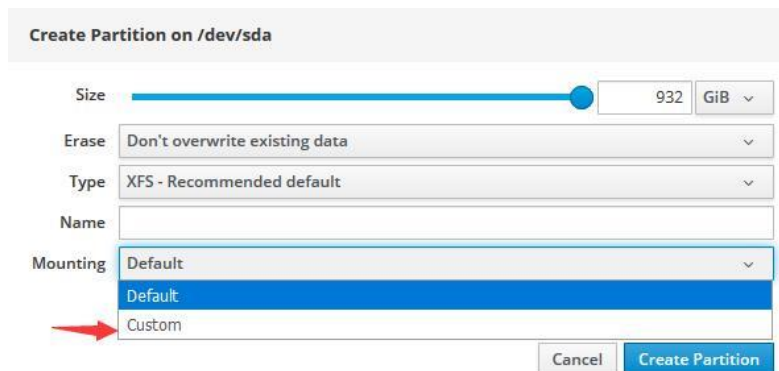 Create Partition on /dev/sda
Size 932 GiB
Erase Don't overwrite existing data
Type XFS - Recommended default
Name
Mounting Default
Default
Custom
Cancel Create Partition